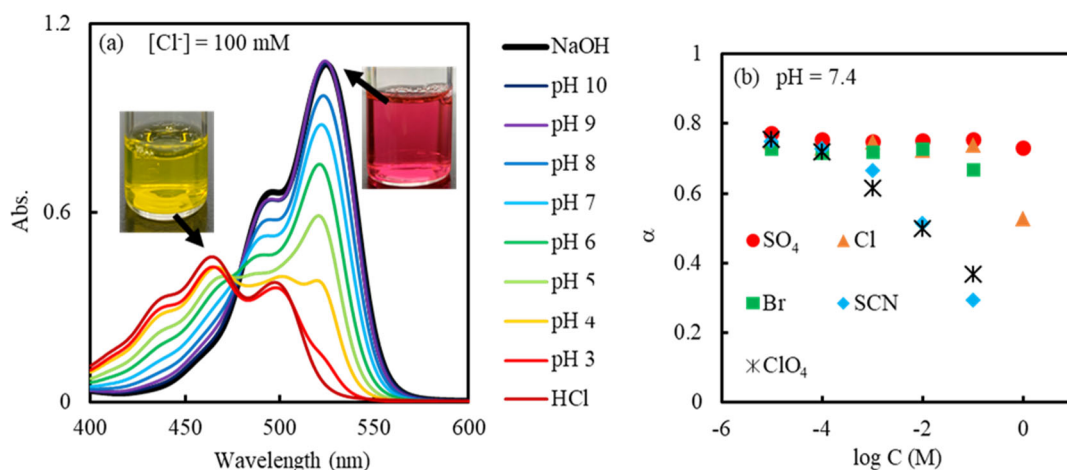 (a) [Cl-] = 100 mM
1.2
0.6
0
Abs.
400 450 500 550 600
Wavelength (nm)
NaOH
pH 10
pH 9
pH 8
pH 7
pH 6
pH 5
pH 4
pH 3
HCl
(b) pH = 7.4
1
0.8
0.6
0.4
0.2
0
α
SO₄ Cl
Br SCN
ClO₄
-6 -4 -2 0
log C (M)